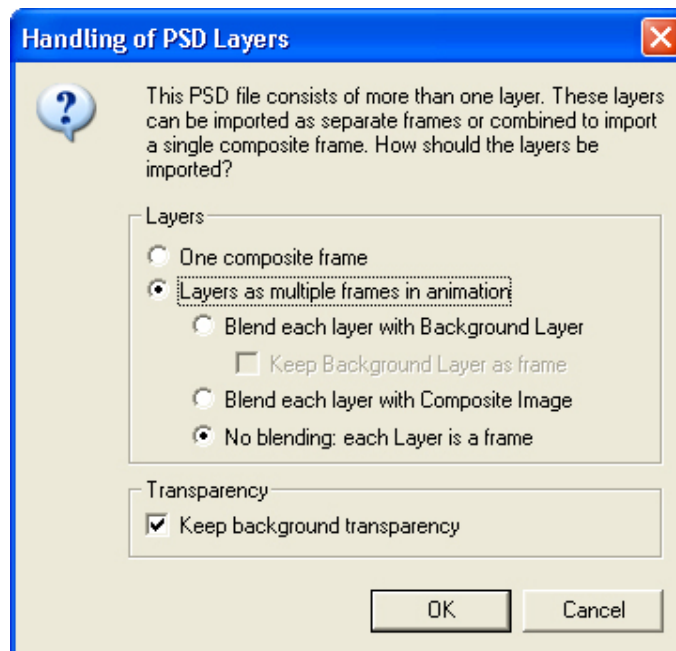 Handling of PSD Layers
This PSD file consists of more than one layer. These layers
can be imported as separate frames or combined to import
a single composite frame. How should the layers be
imported?
Layers
One composite frame
Layers as multiple frames in animation
Blend each layer with Background Layer
Keep Background Layer as frame
Blend each layer with Composite Image
No blending: each Layer is a frame
Transparency
Keep background transparency
OK Cancel